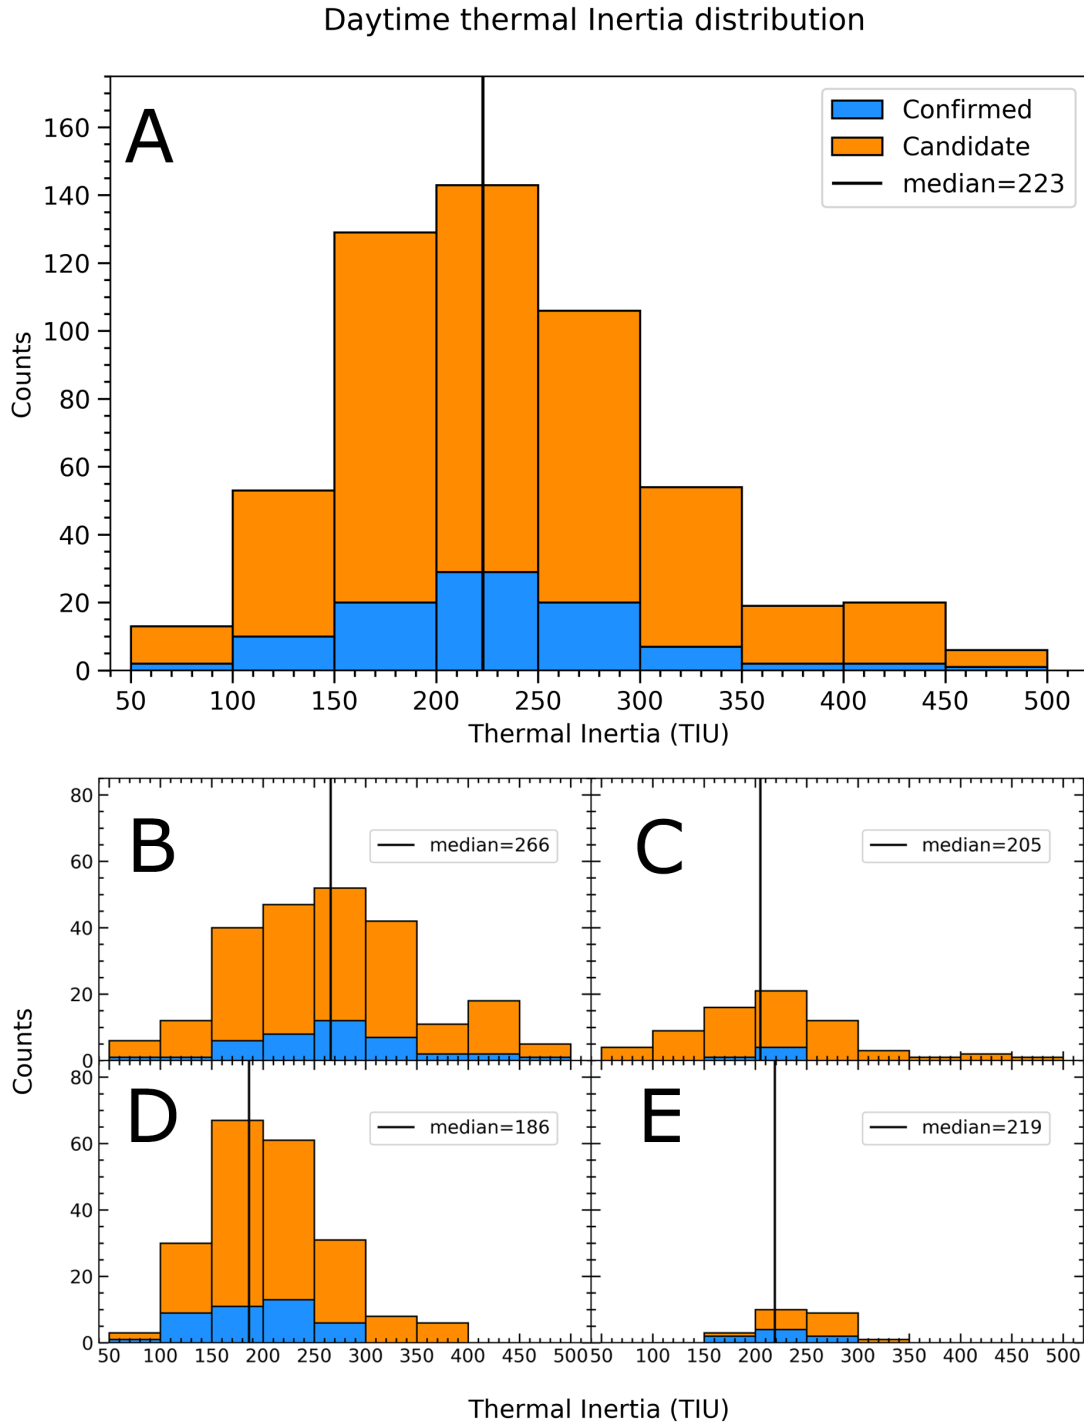 Daytime thermal Inertia distribution
A
Confirmed
Candidate
median=223
160
140
120
100
80
60
40
20
0
Counts
50 100 150 200 250 300 350 400 450 500
Thermal Inertia (TIU)
B
median=266
80
60
40
20
0
C
median=205
Counts
D
median=186
80
60
40
20
0
50 100 150 200 250 300 350 400 450 500
E
median=219
50 100 150 200 250 300 350 400 450 500
Thermal Inertia (TIU)